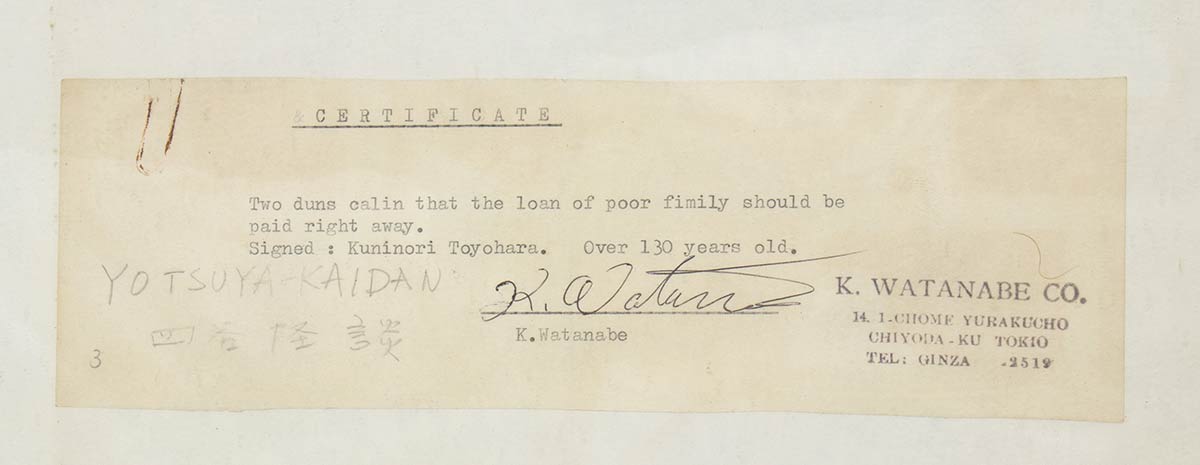 CERTIFICATE
Two duns calin that the loan of poor fimily should be
paid right away.
Signed : Kuninori Toyohara. Over 130 years old.
YOTSUYA-KAIDAN
四谷怪談
3
K. Watanabe
K.Watanabe
K. WATANABE CO.
14. 1-CHOME YURAKUCHO
CHIYODA-KU TOKIO
TEL: GINZA .2519